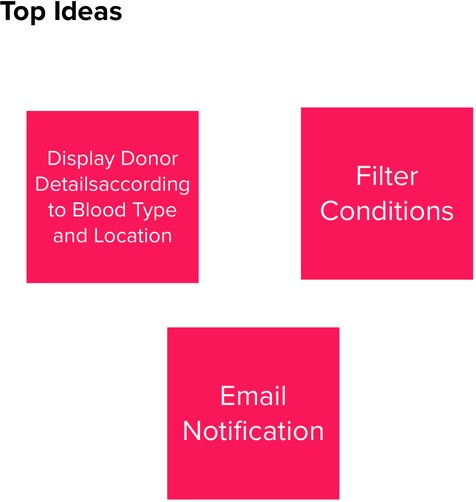 Top Ideas
Display Donor
Detailsaccording
to Blood Type
and Location
Filter
Conditions
Email
Notification